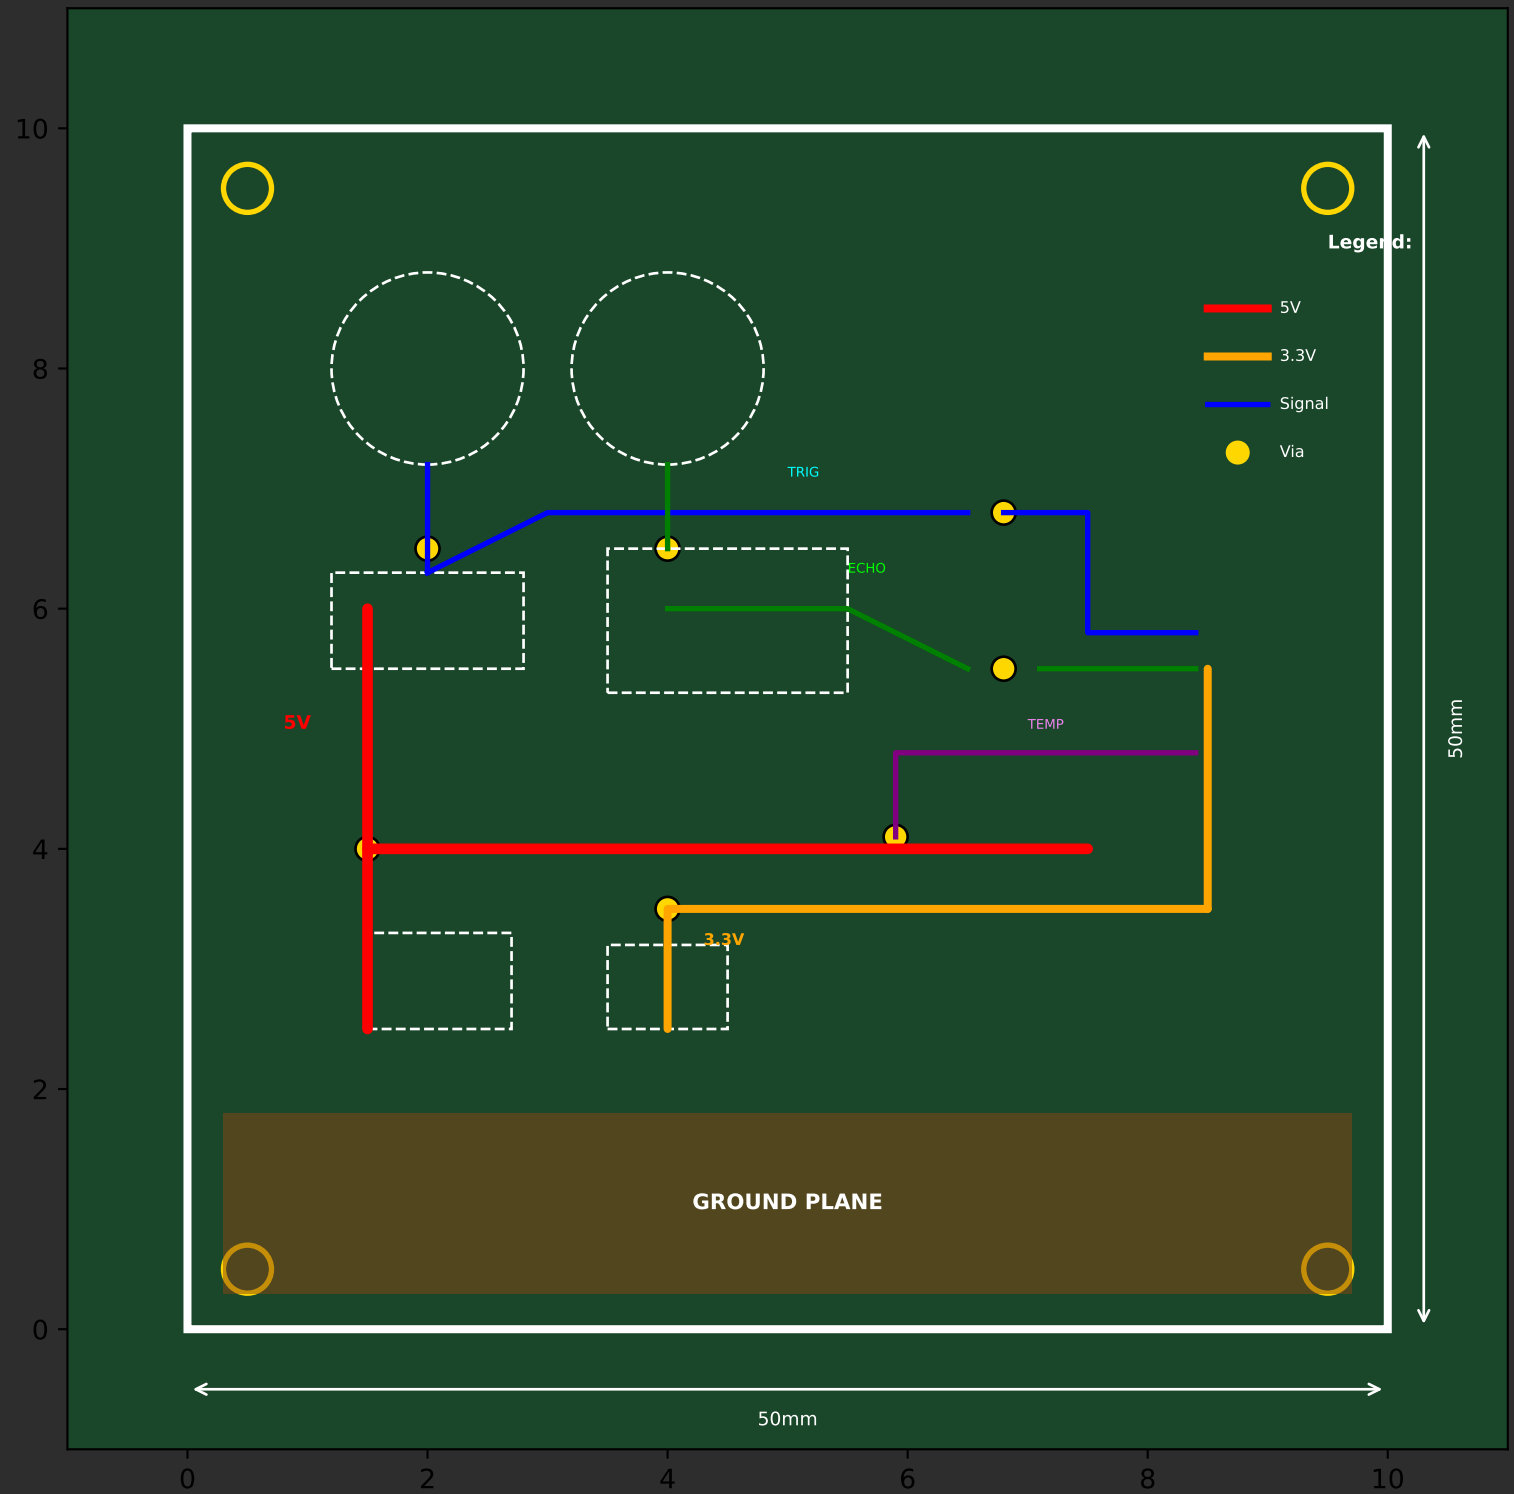 10
Legend:
5V
3.3V
8
Signal
Via
TRIG
ECHO
6
5V
TEMP
50mm
4
3.3V
2
GROUND PLANE
0
50mm
0 2 4 6 8 10